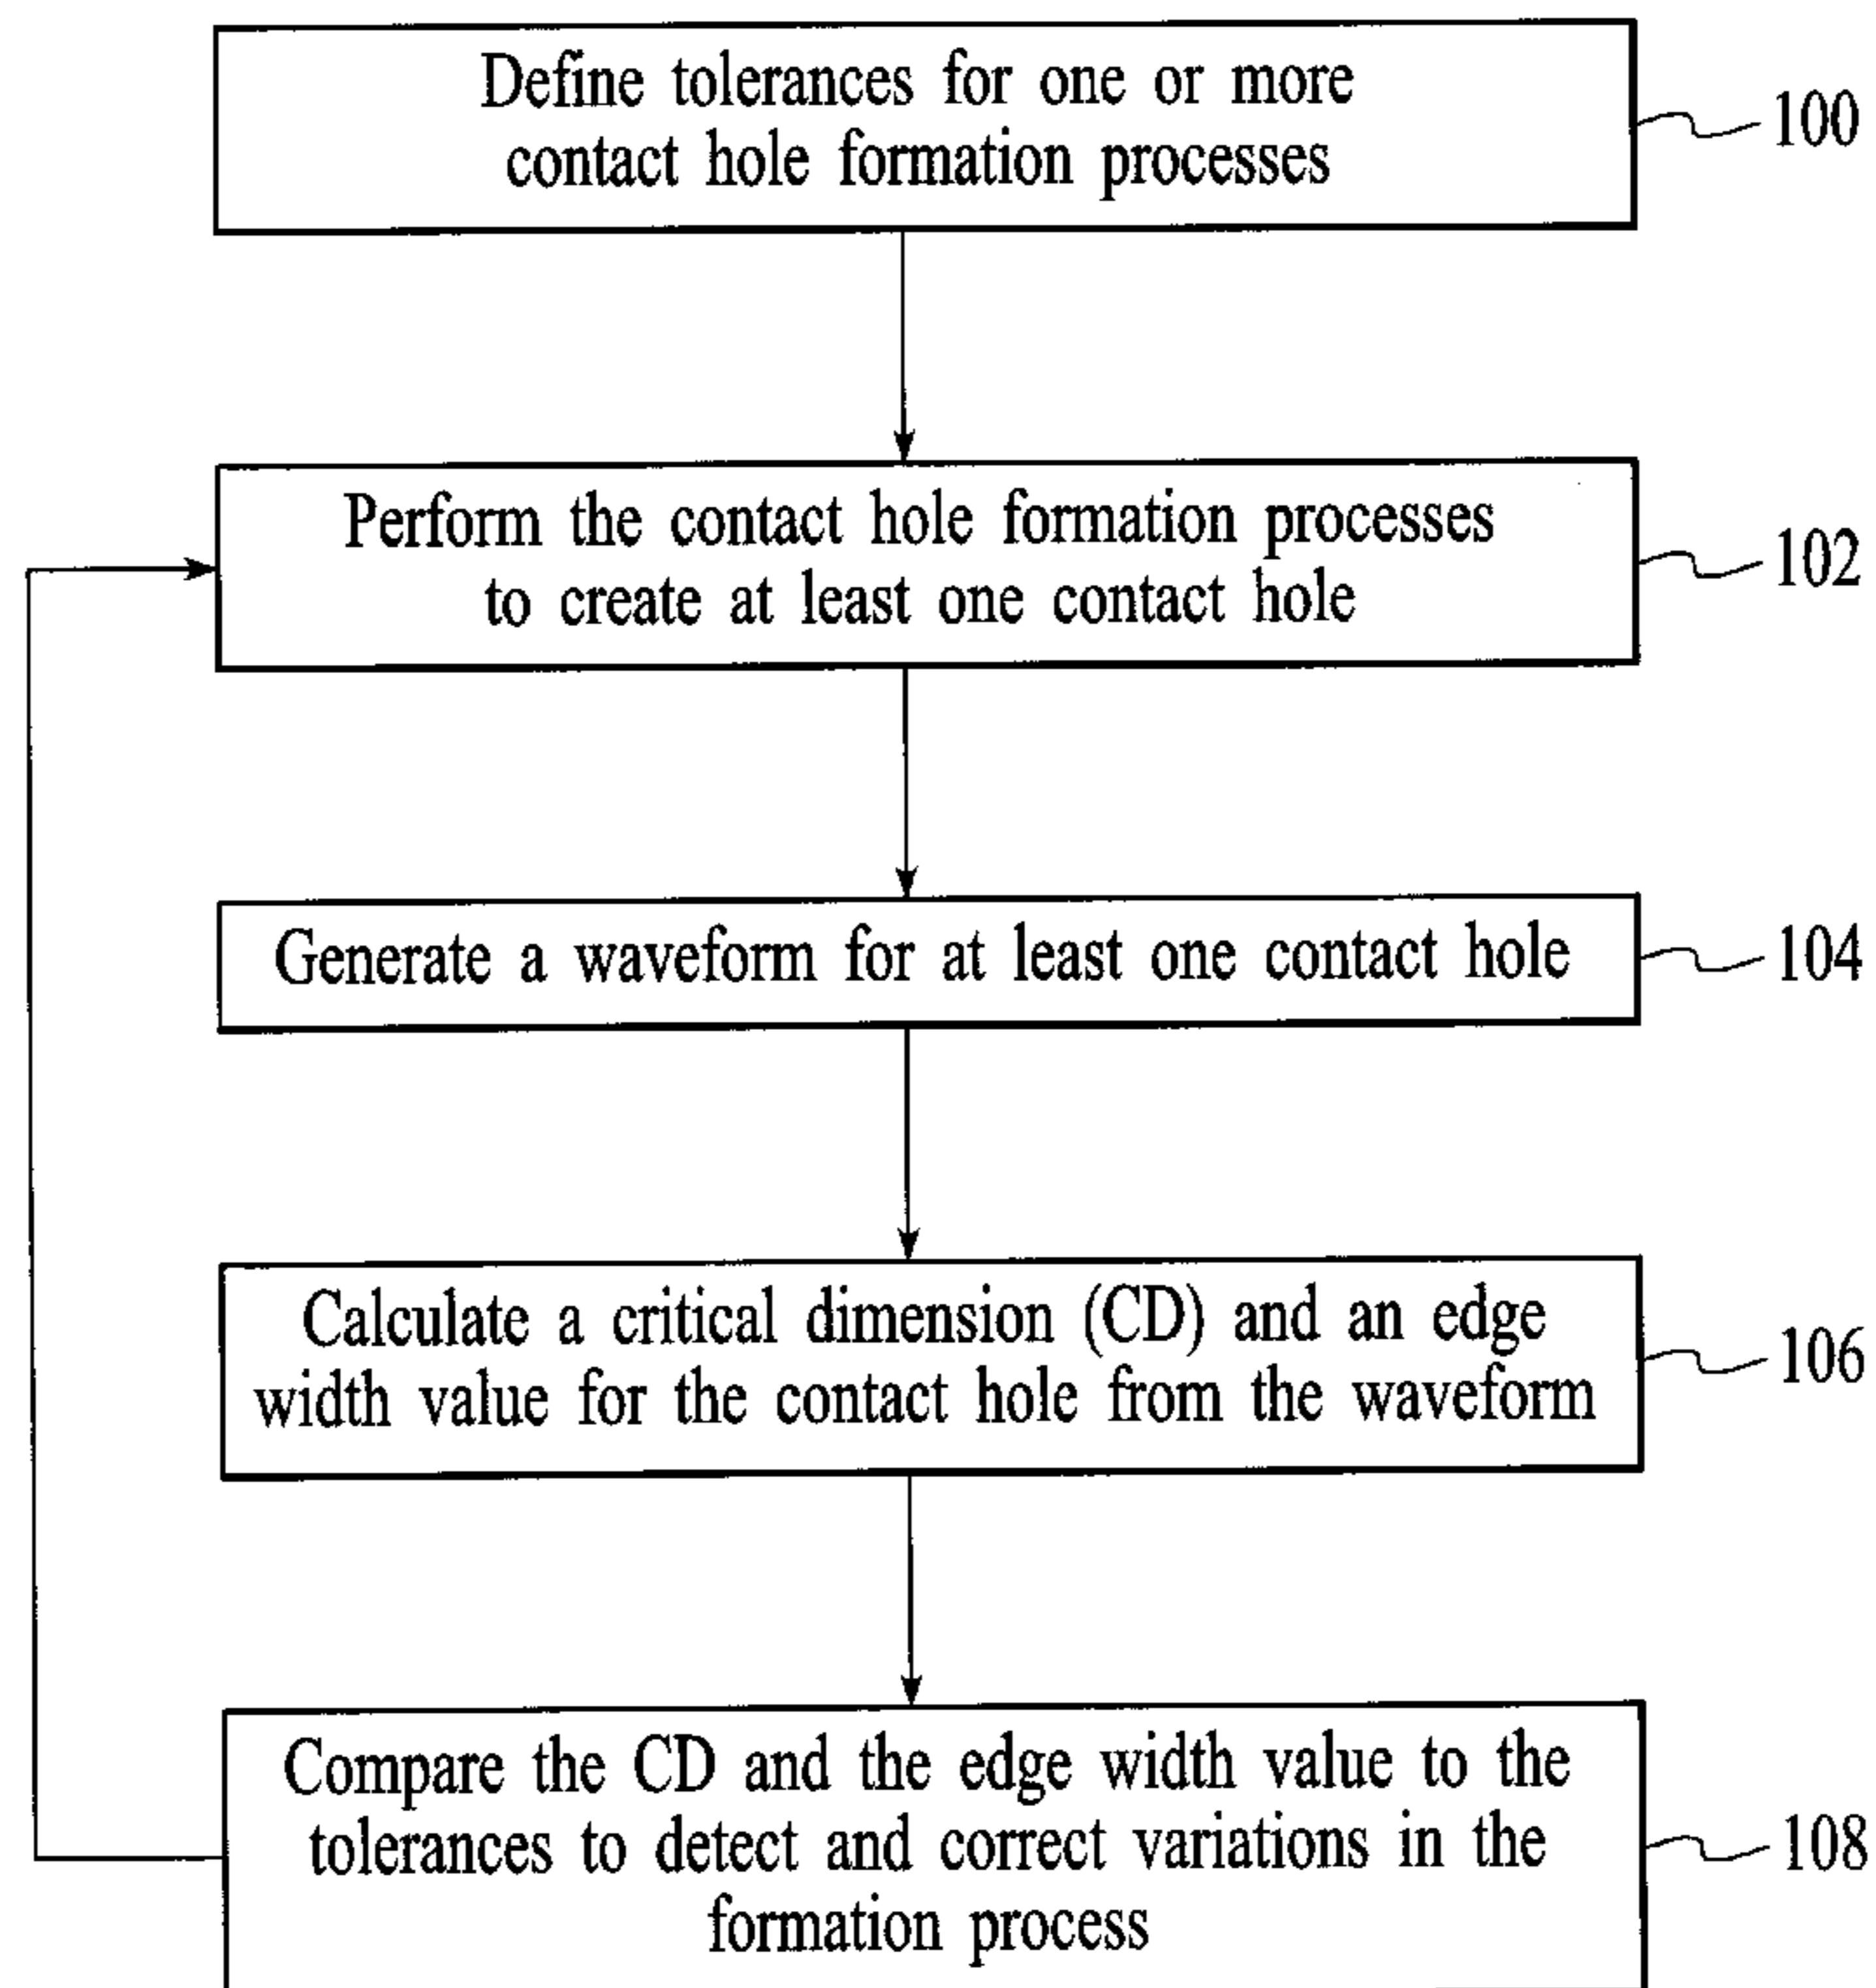 Define tolerances for one or more
contact hole formation processes
100
Perform the contact hole formation processes
to create at least one contact hole
102
Generate a waveform for at least one contact hole
104
Calculate a critical dimension (CD) and an edge
width value for the contact hole from the waveform
106
Compare the CD and the edge width value to the
tolerances to detect and correct variations in the
formation process
108